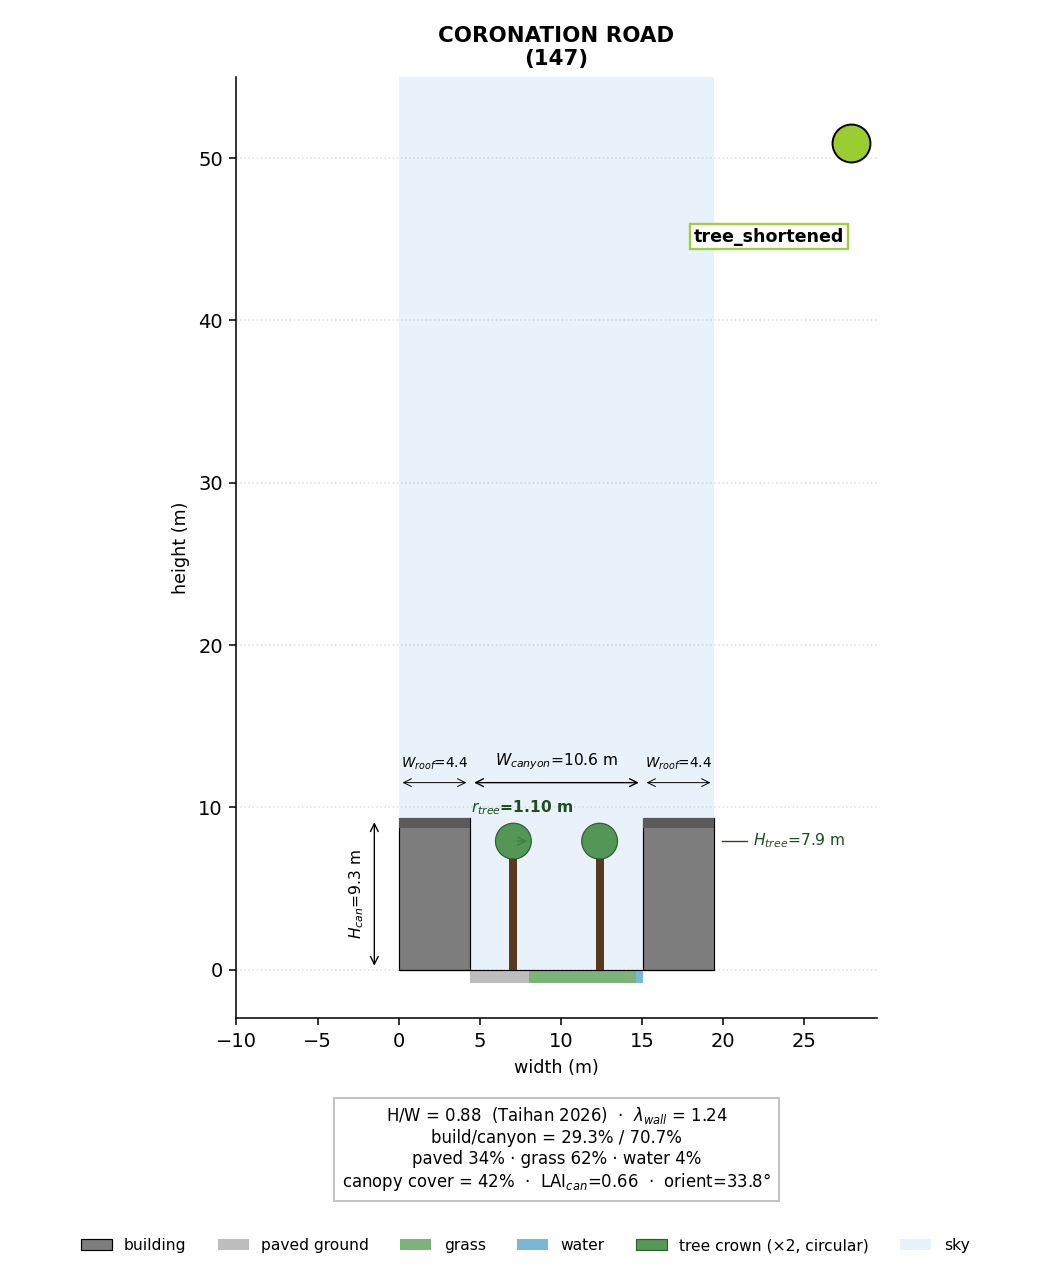 CORONATION ROAD
(147)
50
tree_shortened
40
height (m)
30
20
W_roof=4.4
W_canyon=10.6 m
W_roof=4.4
10
r_tree=1.10 m
H_tree=7.9 m
H_can=9.3 m
0
−10
−5
0
5
10
15
20
25
width (m)
H/W = 0.88 (Taihan 2026) · λ_wall = 1.24
build/canyon = 29.3% / 70.7%
paved 34% · grass 62% · water 4%
canopy cover = 42% · LAI_can=0.66 · orient=33.8°
building
paved ground
grass
water
tree crown (×2, circular)
sky